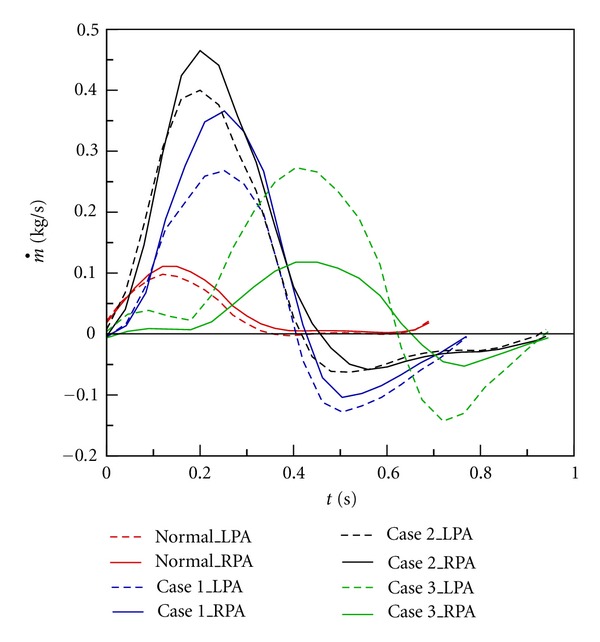 0.5
0.4
0.3
0.2
0.1
0
−0.1
−0.2
ṁ (kg/s)
0 0.2 0.4 0.6 0.8 1
t (s)
Normal_LPA
Normal_RPA
Case 1_LPA
Case 1_RPA
Case 2_LPA
Case 2_RPA
Case 3_LPA
Case 3_RPA